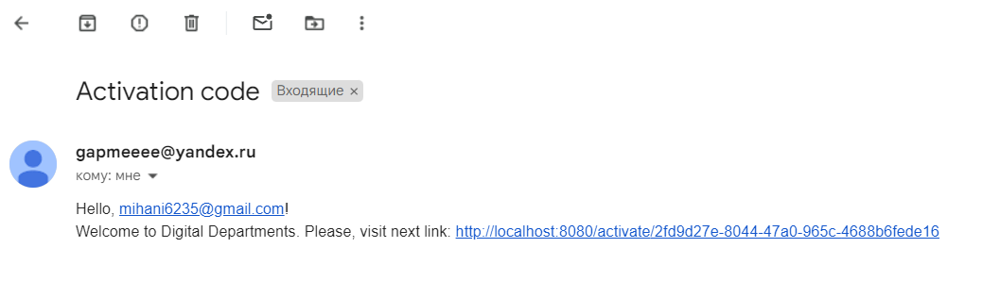 Activation code Входящие ×
gapmeeee@yandex.ru
кому: мне
Hello, mihani6235@gmail.com!
Welcome to Digital Departments. Please, visit next link: http://localhost:8080/activate/2fd9d27e-8044-47a0-965c-4688b6fede16